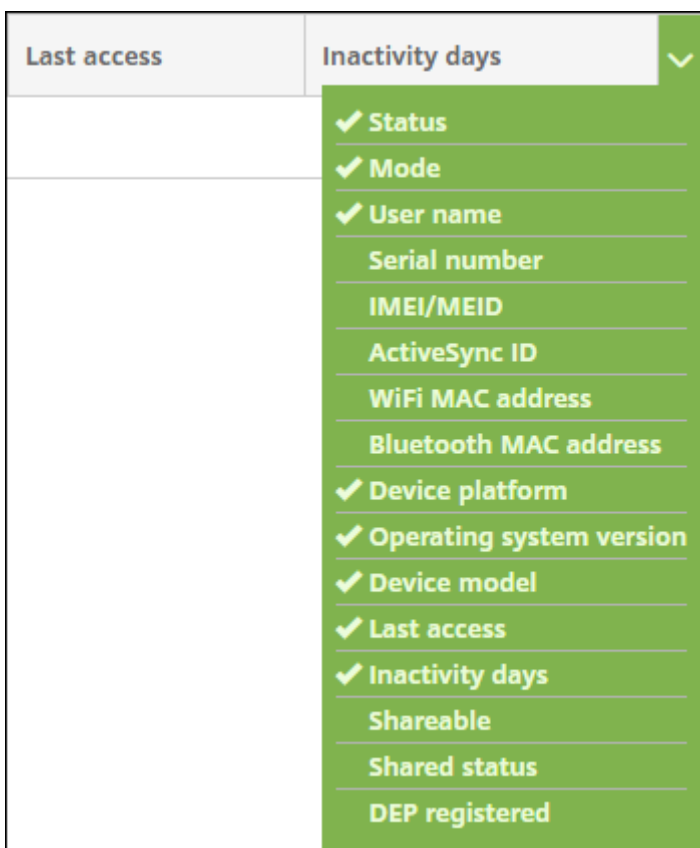 Last access
Inactivity days
Status
Mode
User name
Serial number
IMEI/MEID
ActiveSync ID
WiFi MAC address
Bluetooth MAC address
Device platform
Operating system version
Device model
Last access
Inactivity days
Shareable
Shared status
DEP registered